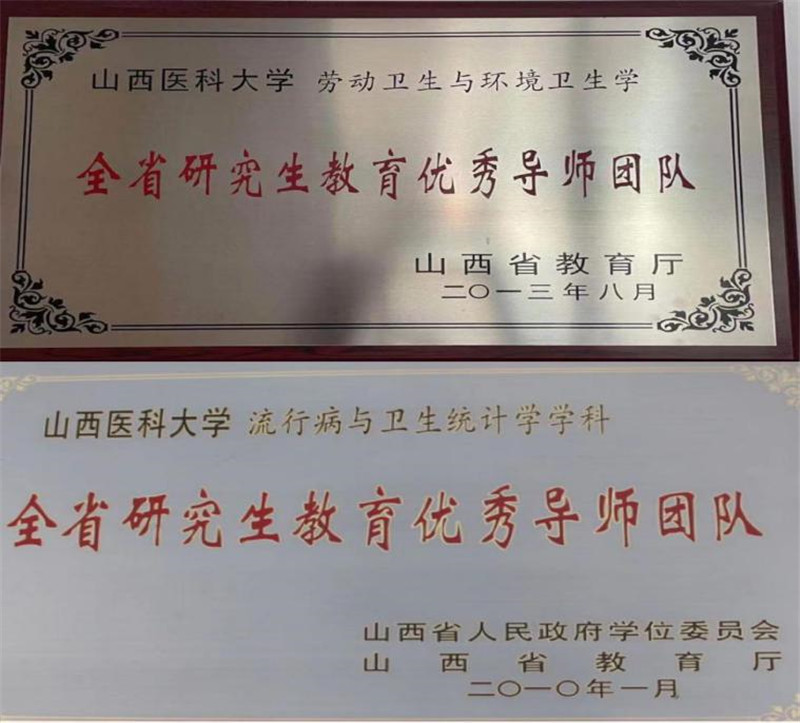 山西医科大学 劳动卫生与环境卫生学
全省研究生教育优秀导师团队
山西省教育厅
二〇一三年八月
山西医科大学 流行病与卫生统计学学科
全省研究生教育优秀导师团队
山西省人民政府学位委员会
山西省教育厅
二〇一〇年一月